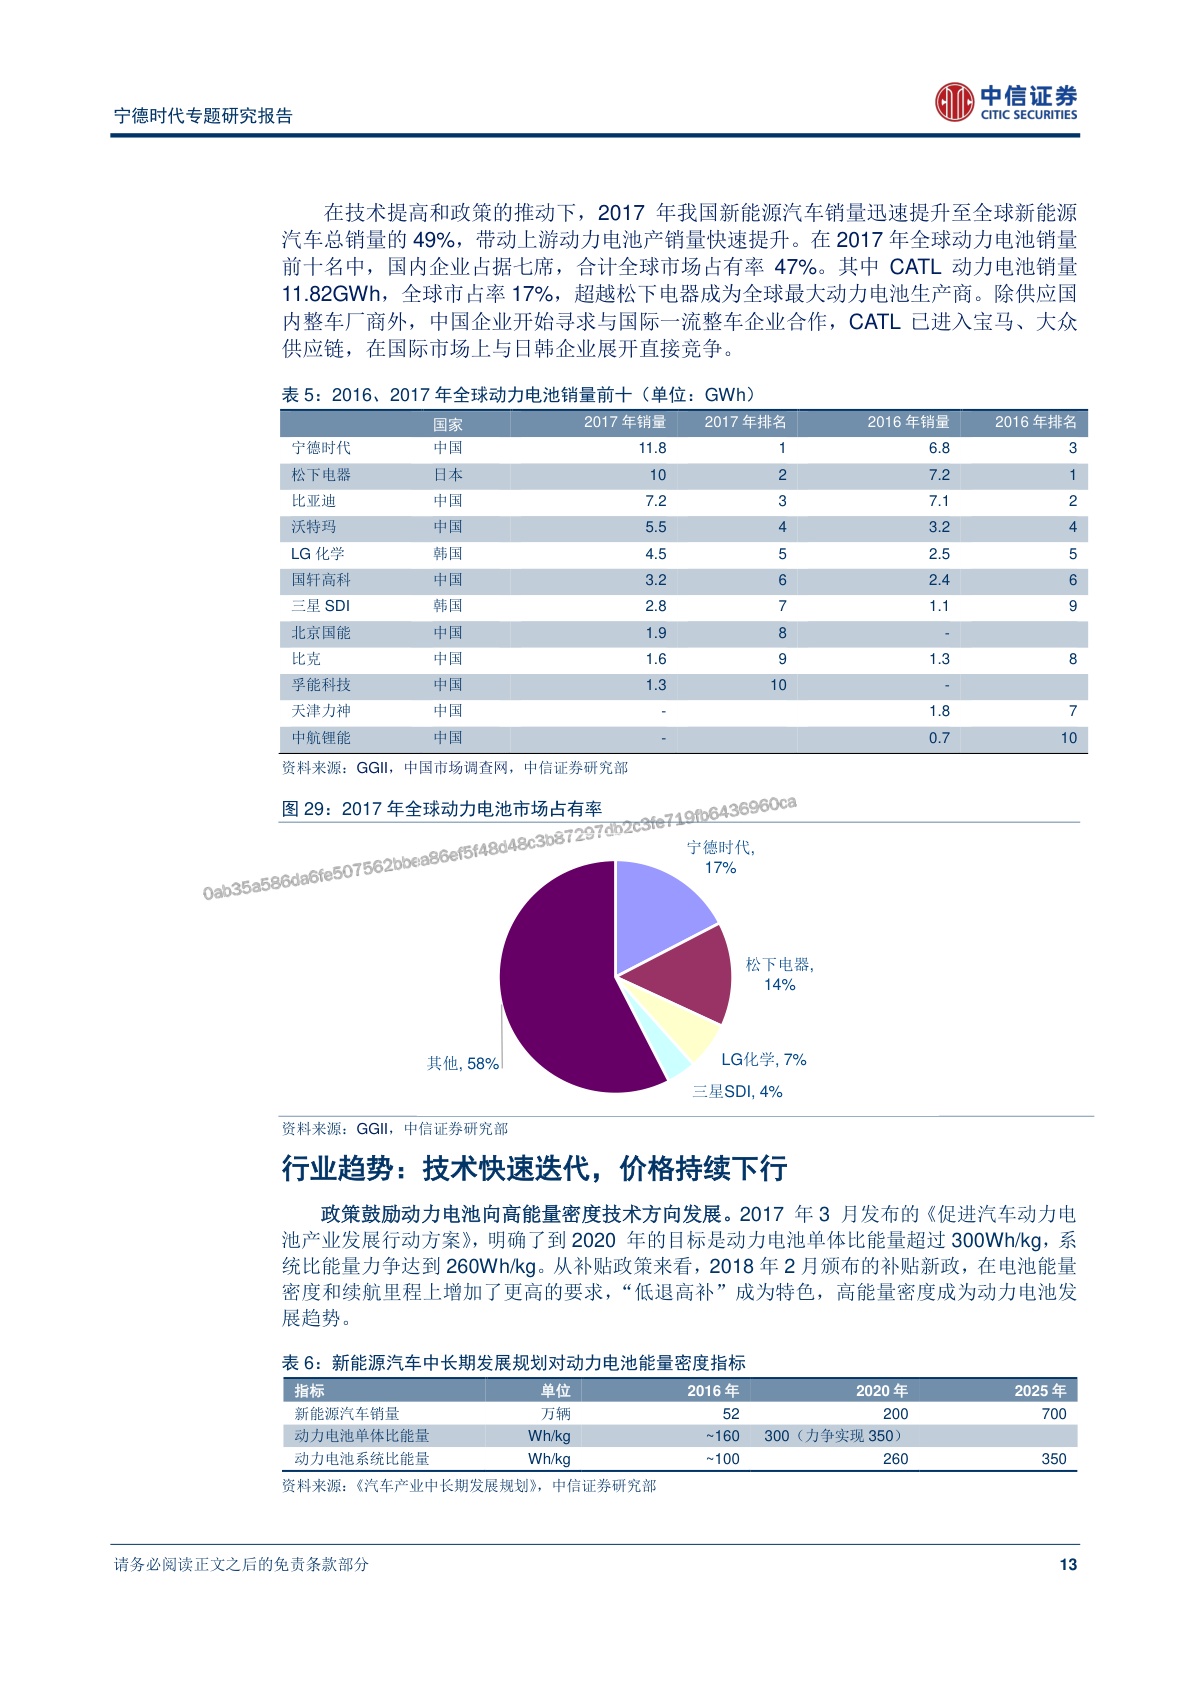 宁德时代专题研究报告
中信证券
CITIC SECURITIES
在技术提高和政策的推动下，2017 年我国新能源汽车销量迅速提升至全球新能源
汽车总销量的 49%，带动上游动力电池产销量快速提升。在 2017 年全球动力电池销量
前十名中，国内企业占据七席，合计全球市场占有率 47%。其中 CATL 动力电池销量
11.82GWh，全球市占率 17%，超越松下电器成为全球最大动力电池生产商。除供应国
内整车厂商外，中国企业开始寻求与国际一流整车企业合作，CATL 已进入宝马、大众
供应链，在国际市场上与日韩企业展开直接竞争。
表 5：2016、2017 年全球动力电池销量前十（单位：GWh）
国家 2017 年销量 2017 年排名 2016 年销量 2016 年排名
宁德时代 中国 11.8 1 6.8 3
松下电器 日本 10 2 7.2 1
比亚迪 中国 7.2 3 7.1 2
沃特玛 中国 5.5 4 3.2 4
LG 化学 韩国 4.5 5 2.5 5
国轩高科 中国 3.2 6 2.4 6
三星 SDI 韩国 2.8 7 1.1 9
北京国能 中国 1.9 8 -
比克 中国 1.6 9 1.3 8
孚能科技 中国 1.3 10 -
天津力神 中国 - 1.8 7
中航锂能 中国 - 0.7 10
资料来源：GGII，中国市场调查网，中信证券研究部
图 29：2017 年全球动力电池市场占有率
0ab35a586da6fe507562bbea86ef5f48d48c3b87297db2c3fe719fb6436960ca
宁德时代,
17%
松下电器,
14%
LG化学, 7%
其他, 58%
三星SDI, 4%
资料来源：GGII，中信证券研究部
行业趋势：技术快速迭代，价格持续下行
政策鼓励动力电池向高能量密度技术方向发展。2017 年 3 月发布的《促进汽车动力电
池产业发展行动方案》，明确了到 2020 年的目标是动力电池单体比能量超过 300Wh/kg，系
统比能量力争达到 260Wh/kg。从补贴政策来看，2018 年 2 月颁布的补贴新政，在电池能量
密度和续航里程上增加了更高的要求，“低退高补”成为特色，高能量密度成为动力电池发
展趋势。
表 6：新能源汽车中长期发展规划对动力电池能量密度指标
指标 单位 2016 年 2020 年 2025 年
新能源汽车销量 万辆 52 200 700
动力电池单体比能量 Wh/kg ~160 300（力争实现 350）
动力电池系统比能量 Wh/kg ~100 260 350
资料来源：《汽车产业中长期发展规划》，中信证券研究部
请务必阅读正文之后的免责条款部分 13